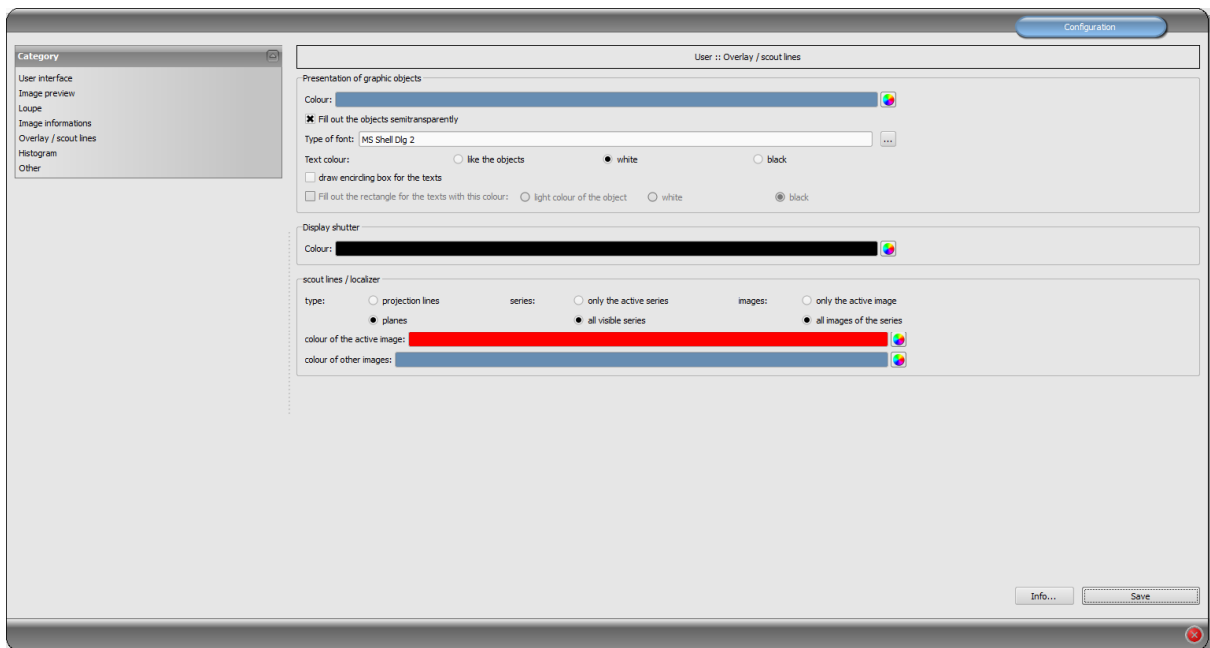 Configuration
Category
User :: Overlay / scout lines
User interface
Image preview
Loupe
Image informations
Overlay / scout lines
Histogram
Other
Presentation of graphic objects
Colour:
Fill out the objects semitransparently
Type of font: MS Shell Dlg 2 ...
Text colour: like the objects white black
draw encirding box for the texts
Fill out the rectangle for the texts with this colour: light colour of the object white black
Display shutter
Colour:
scout lines / localizer
type: projection lines series: only the active series images: only the active image
planes all visible series all images of the series
colour of the active image:
colour of other images:
Info... Save